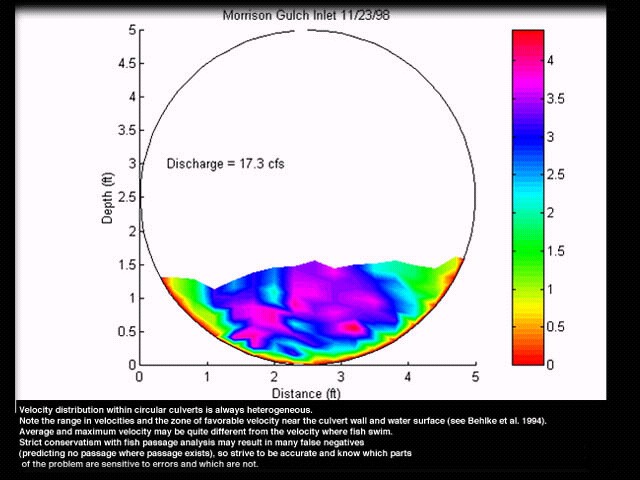 Morrison Gulch Inlet 11/23/98
5
4.5
4
3.5
3
2.5
2
1.5
1
0.5
0
Depth (ft)
Discharge = 17.3 cfs
0 1 2 3 4 5
Distance (ft)
4
3.5
3
2.5
2
1.5
1
0.5
0
Velocity distribution within circular culverts is always heterogeneous.
Note the range in velocities and the zone of favorable velocity near the culvert wall and water surface (see Behlke et al. 1994).
Average and maximum velocity may be quite different from the velocity where fish swim.
Strict conservatism with fish passage analysis may result in many false negatives
(predicting no passage where passage exists), so strive to be accurate and know which parts
of the problem are sensitive to errors and which are not.